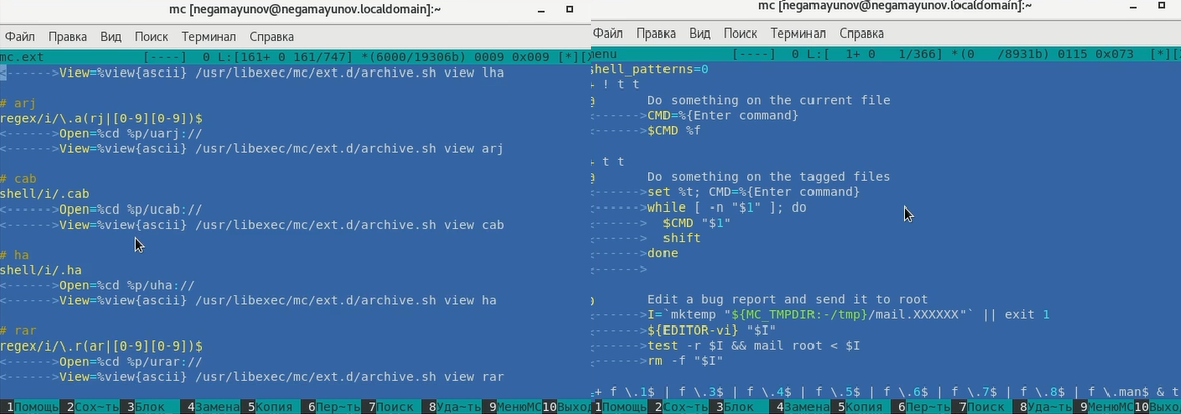 mc [negamayunov@negamayunov.localdomain]:~
Файл Правка Вид Поиск Терминал Справка
mc.ext [----] 0 L:[161+ 0 161/747] *(6000/19306b) 0009 0x009 [*][
<------>View=%view{ascii} /usr/libexec/mc/ext.d/archive.sh view lha
# arj
regex/i/\.a(rj|[0-9][0-9])$
<------>Open=%cd %p/uarj://
<------>View=%view{ascii} /usr/libexec/mc/ext.d/archive.sh view arj
# cab
shell/i/.cab
<------>Open=%cd %p/ucab://
<------>View=%view{ascii} /usr/libexec/mc/ext.d/archive.sh view cab
# ha
shell/i/.ha
<------>Open=%cd %p/uha://
<------>View=%view{ascii} /usr/libexec/mc/ext.d/archive.sh view ha
# rar
regex/i/\.r(ar|[0-9][0-9])$
<------>Open=%cd %p/urar://
<------>View=%view{ascii} /usr/libexec/mc/ext.d/archive.sh view rar
1Помощь 2Сох~ть 3Блок 4Замена 5Копия 6Пер~ть 7Поиск 8Уда~ть 9МенюMC 10Выхо
mc [negamayunov@negamayunov.localdomain]:~
Файл Правка Вид Поиск Терминал Справка
menu [----] 0 L:[ 1+ 0 1/366] *(0 /8931b) 0115 0x073 [*][
shell_patterns=0
+ ! t t
@ Do something on the current file
<------>CMD=%{Enter command}
<------>$CMD %f
+ t t
@ Do something on the tagged files
<------>set %t; CMD=%{Enter command}
<------>while [ -n "$1" ]; do
<------>  $CMD "$1"
<------>  shift
<------>done
<------>
@ Edit a bug report and send it to root
<------>I=`mktemp "${MC_TMPDIR:-/tmp}/mail.XXXXXX"` || exit 1
<------>${EDITOR-vi} "$I"
<------>test -r $I && mail root < $I
<------>rm -f "$I"
+ f \.1$ | f \.3$ | f \.4$ | f \.5$ | f \.6$ | f \.7$ | f \.8$ | f \.man$ & t
1Помощь 2Сох~ть 3Блок 4Замена 5Копия 6Пер~ть 7Поиск 8Уда~ть 9МенюMC 10Выхо